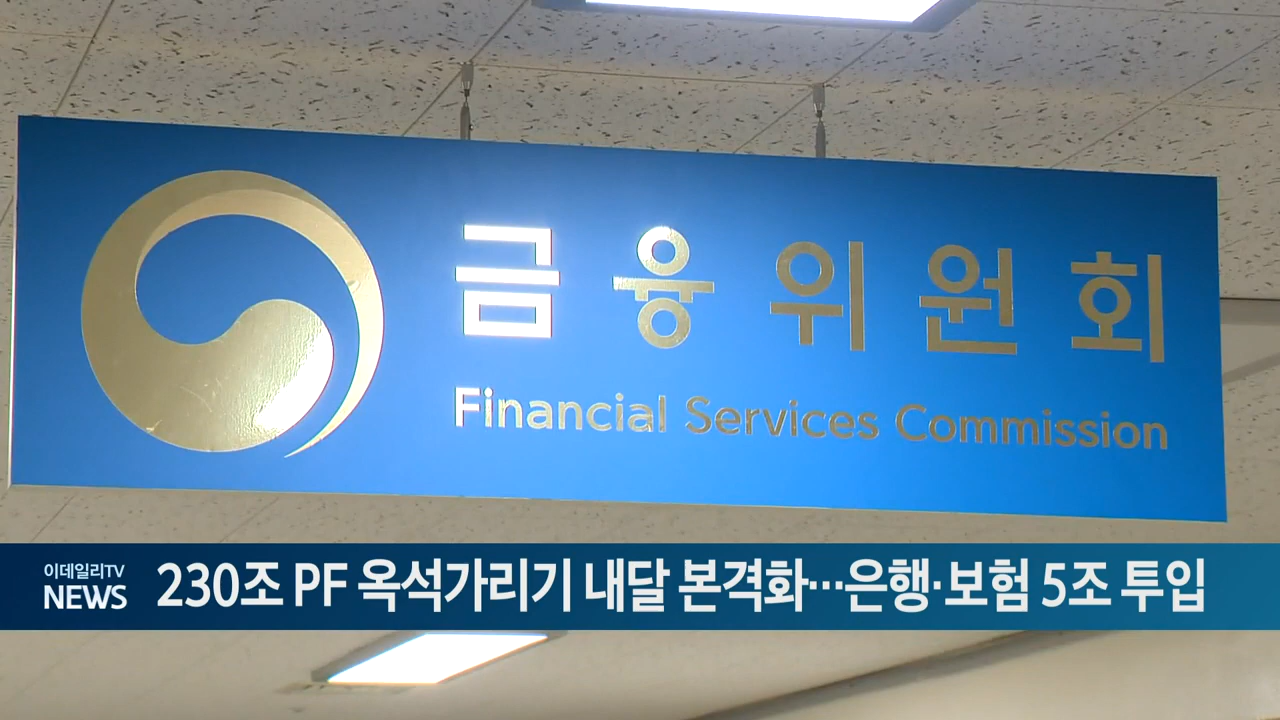 금융위원회
Financial Services Commission
이데일리TV
NEWS
230조 PF 옥석가리기 내달 본격화…은행·보험 5조 투입